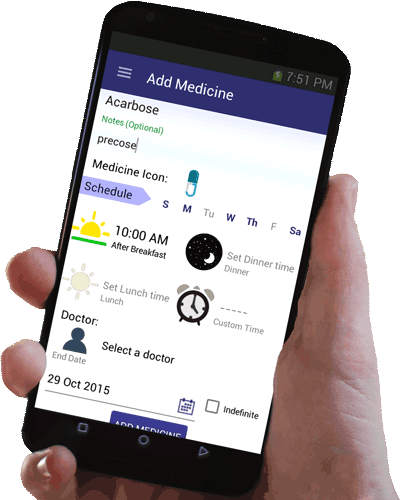 7:51 PM
Add Medicine
Acarbose
Notes (Optional)
precose
Medicine Icon:
Schedule
S M Tu W Th F Sa
10:00 AM
After Breakfast
Set Dinner time
Dinner
Set Lunch time
Lunch
-----
Custom Time
Doctor:
Select a doctor
End Date
29 Oct 2015
Indefinite
ADD MEDICINE